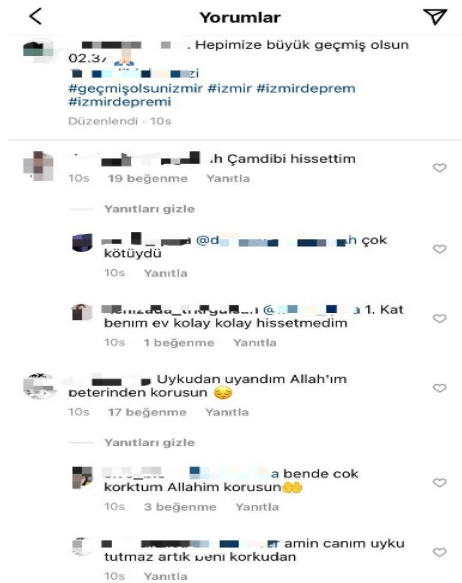 Yorumlar
. Hepimize büyük geçmiş olsun
02.37 🙏🏻
#geçmişolsunizmir #izmir #izmirdeprem
#izmirdepremi
Düzenlendi · 10s
Çamdibi hissettim
10s 19 beğenme Yanıtla
Yanıtları gizle
çok
kötüydü
10s Yanıtla
1. Kat
benim ev kolay kolay hissetmedim
10s 1 beğenme Yanıtla
Uykudan uyandım Allah'ım
beterinden korusun 😔
10s 17 beğenme Yanıtla
Yanıtları gizle
bende cok
korktum Allahim korusun🤲
10s 3 beğenme Yanıtla
amin canım uyku
tutmaz artık beni korkudan
10s Yanıtla